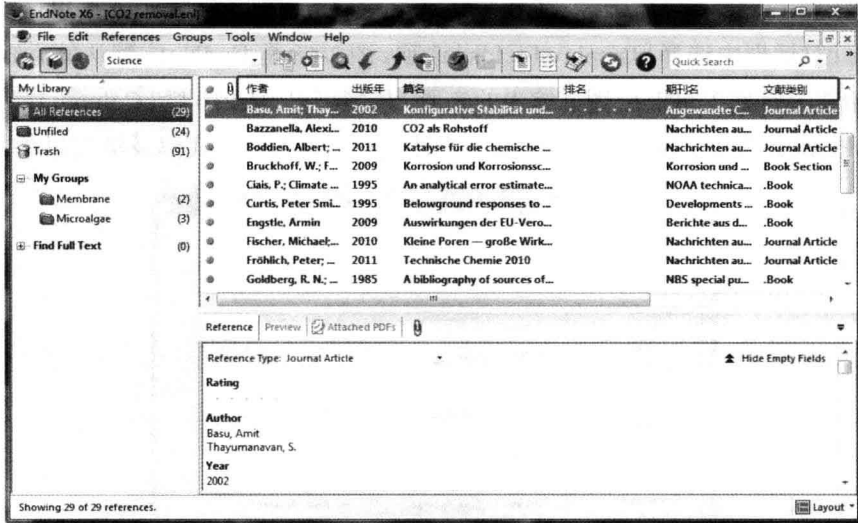 EndNote X6 - [CO2 removal.enl]
File Edit References Groups Tools Window Help
Science Quick Search
My Library
All References (29)
Unfiled (24)
Trash (91)
My Groups
Membrane (2)
Microalgae (3)
Find Full Text (0)
作者 出版年 篇名 排名 期刊名 文献类别
Basu, Amit; Thay... 2002 Konfigurative Stabilität und... Angewandte C... Journal Article
Bazzanella, Alexi... 2010 CO2 als Rohstoff Nachrichten au... Journal Article
Boddien, Albert; ... 2011 Katalyse für die chemische ... Nachrichten au... Journal Article
Bruckhoff, W.; F... 2009 Korrosion und Korrosionssc... Korrosion und ... Book Section
Ciais, P.; Climate ... 1995 An analytical error estimate... NOAA technica... .Book
Curtis, Peter Smi... 1995 Belowground responses to ... Developments ... .Book
Engstle, Armin 2009 Auswirkungen der EU-Vero... Berichte aus d... .Book
Fischer, Michael;... 2010 Kleine Poren — große Wirk... Nachrichten au... Journal Article
Fröhlich, Peter; ... 2011 Technische Chemie 2010 Nachrichten au... Journal Article
Goldberg, R. N.; ... 1985 A bibliography of sources of... NBS special pu... .Book
Reference Preview Attached PDFs
Reference Type: Journal Article Hide Empty Fields
Rating
Author
Basu, Amit
Thayumanavan, S.
Year
2002
Showing 29 of 29 references. Layout